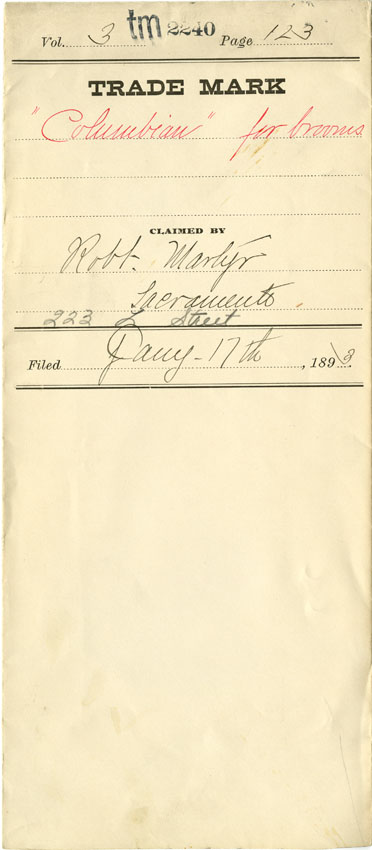 Vol. 3 tm 2240 Page 123
TRADE MARK
"Columbian" for brooms
CLAIMED BY
Robt. Martyr
Sacramento
223 L Street
Filed Jany - 17th, 1893